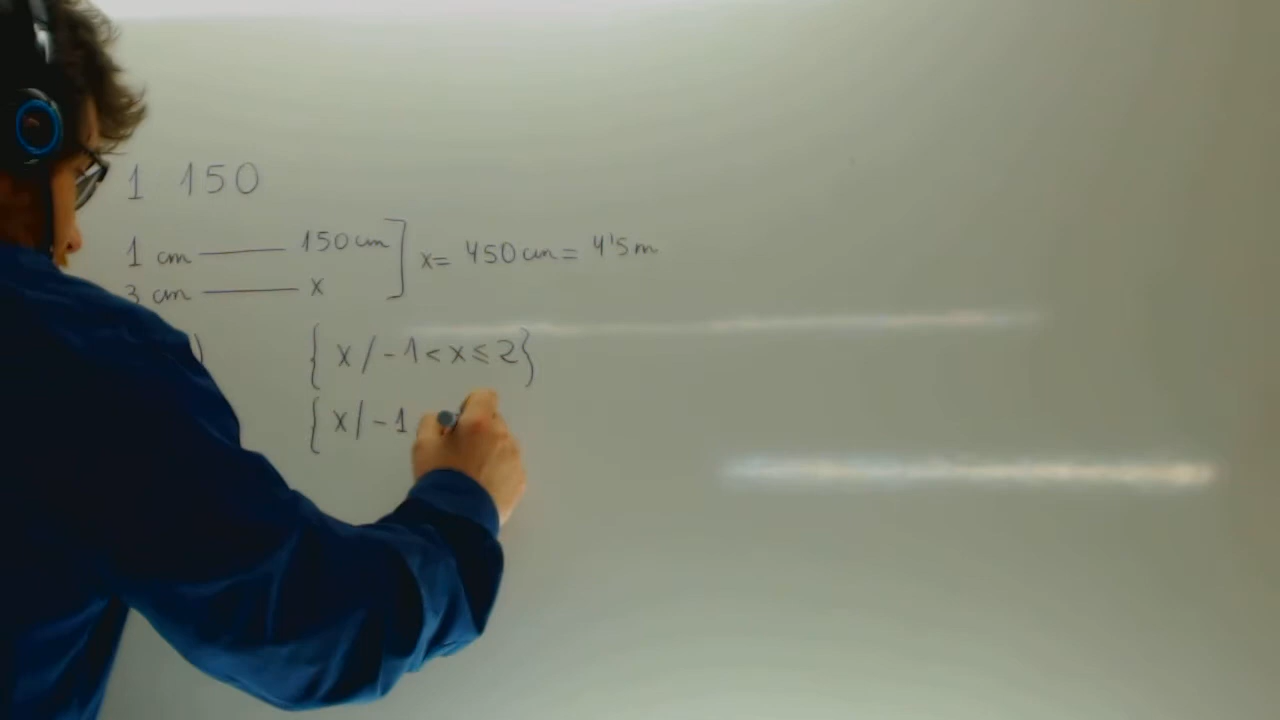 1 150
1 cm —— 150 cm ] x= 450 cm = 4'5 m
3 cm —— x
) { x / -1 < x ≤ 2 }
{ x / -1